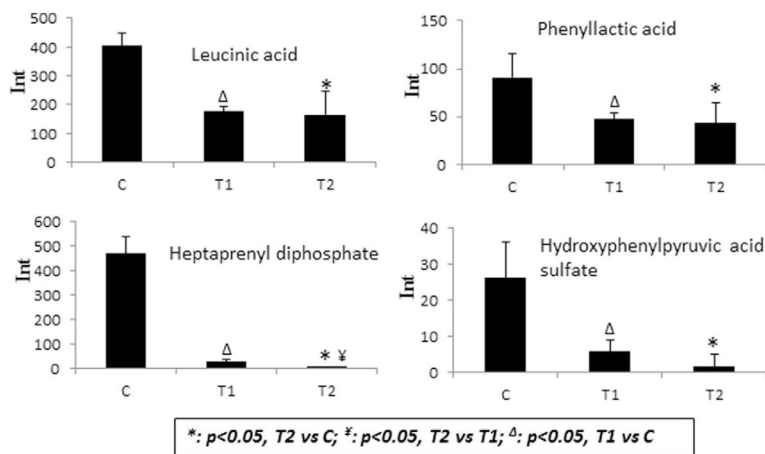 500
400
300
200
100
0
Int
Leucinic acid
Δ
*
C T1 T2
150
100
50
0
Int
Phenyllactic acid
Δ
*
C T1 T2
600
500
400
300
200
100
0
Int
Heptaprenyl diphosphate
Δ
* ¥
C T1 T2
40
30
20
10
0
Int
Hydroxyphenylpyruvic acid
sulfate
Δ
*
C T1 T2
*: p<0.05, T2 vs C; ¥: p<0.05, T2 vs T1; Δ: p<0.05, T1 vs C